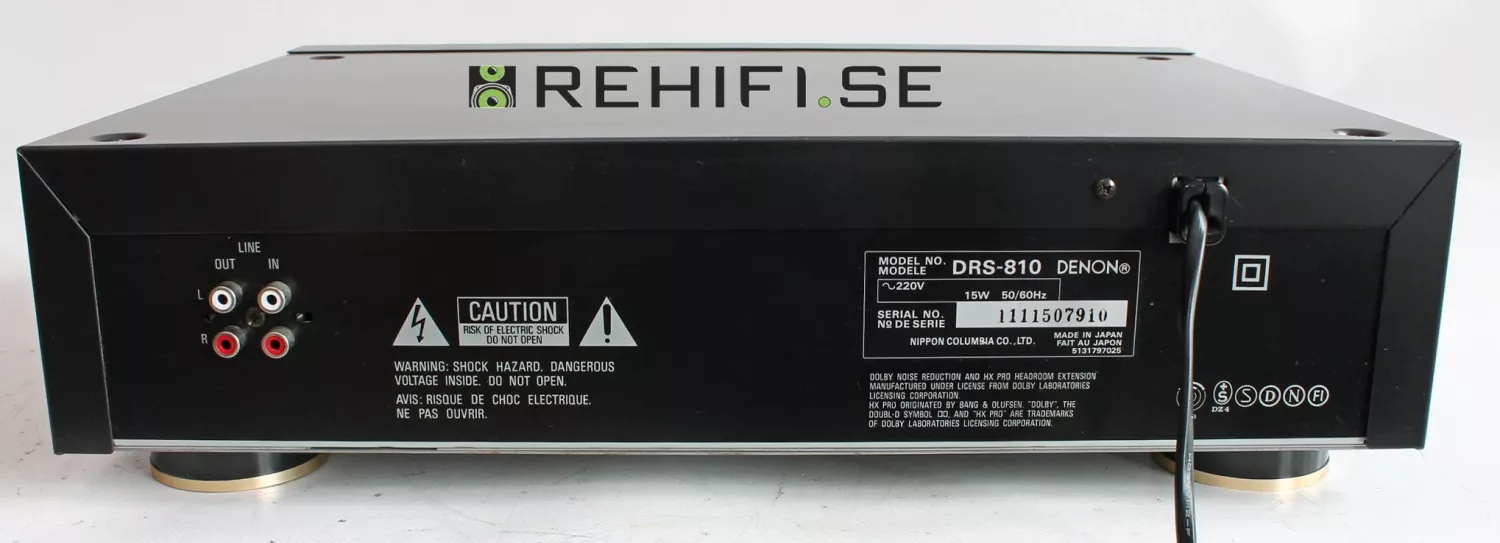 REHIFI.SE
LINE
OUT IN
L
R
CAUTION
RISK OF ELECTRIC SHOCK
DO NOT OPEN
WARNING: SHOCK HAZARD. DANGEROUS
VOLTAGE INSIDE. DO NOT OPEN.
AVIS: RISQUE DE CHOC ELECTRIQUE.
NE PAS OUVRIR.
MODEL NO.
MODELE
DRS-810 DENON®
~220V
15W 50/60Hz
SERIAL NO.
Nº DE SERIE
1111507910
NIPPON COLUMBIA CO., LTD.
MADE IN JAPAN
FAIT AU JAPON
5131797025
DOLBY NOISE REDUCTION AND HX PRO HEADROOM EXTENSION
MANUFACTURED UNDER LICENSE FROM DOLBY LABORATORIES
LICENSING CORPORATION.
HX PRO ORIGINATED BY BANG & OLUFSEN. "DOLBY", THE
DOUBL-D SYMBOL, AND "HX PRO" ARE TRADEMARKS
OF DOLBY LABORATORIES LICENSING CORPORATION.
S D N FI
DZ4